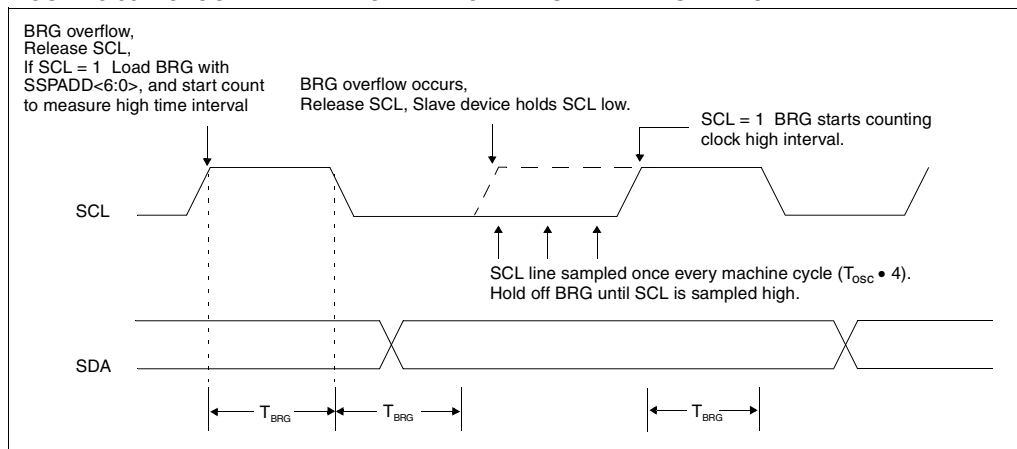 BRG overflow,
Release SCL,
If SCL = 1 Load BRG with
SSPADD<6:0>, and start count
to measure high time interval
BRG overflow occurs,
Release SCL, Slave device holds SCL low.
SCL = 1 BRG starts counting
clock high interval.
SCL
SCL line sampled once every machine cycle (Tosc • 4).
Hold off BRG until SCL is sampled high.
SDA
TBRG
TBRG
TBRG